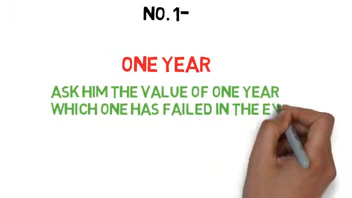 NO. 1-
ONE YEAR
ASK HIM THE VALUE OF ONE YEAR
WHICH ONE HAS FAILED IN THE